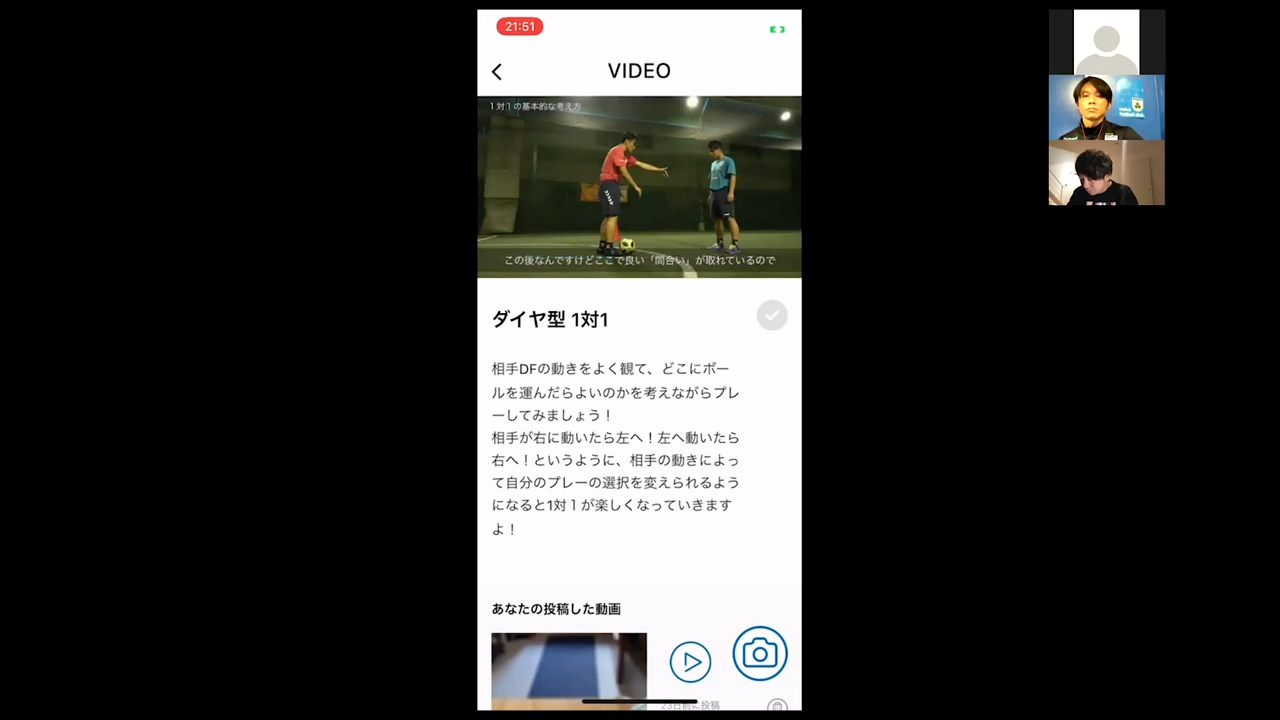 21:51
VIDEO
1対1の基本的な考え方
この後なんですけどここで良い「間合い」が取れているので
ダイヤ型 1対1
相手DFの動きをよく観て、どこにボー
ルを運んだらよいのかを考えながらプレ
ーしてみましょう！
相手が右に動いたら左へ！左へ動いたら
右へ！というように、相手の動きによっ
て自分のプレーの選択を変えられるよう
になると1対１が楽しくなっていきます
よ！
あなたの投稿した動画
23日前に投稿